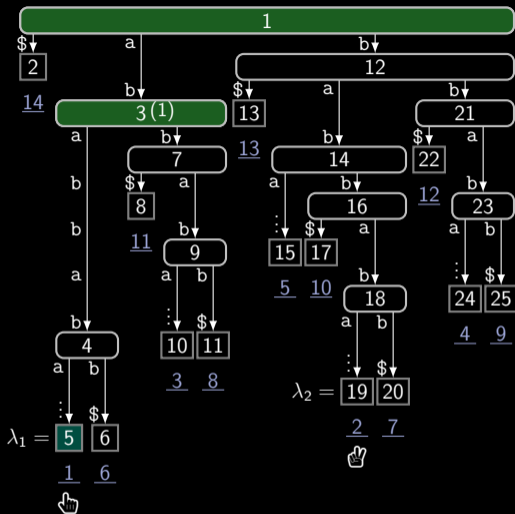 1
$ a b
2 12
14 b $ a b
3 (1) 13 21
a b 13 $ a
7 14 22
b $ a a b 12 b
8 16 23
b 11 b ⋮ $ a a b
9 15 17 ⋮ $
a a b 5 10 b 24 25
b ⋮ $ 18 4 9
4 10 11 a b
a b 3 8 ⋮ $
⋮ $ λ2 = 19 20
λ1 = 5 6 2 7
1 6